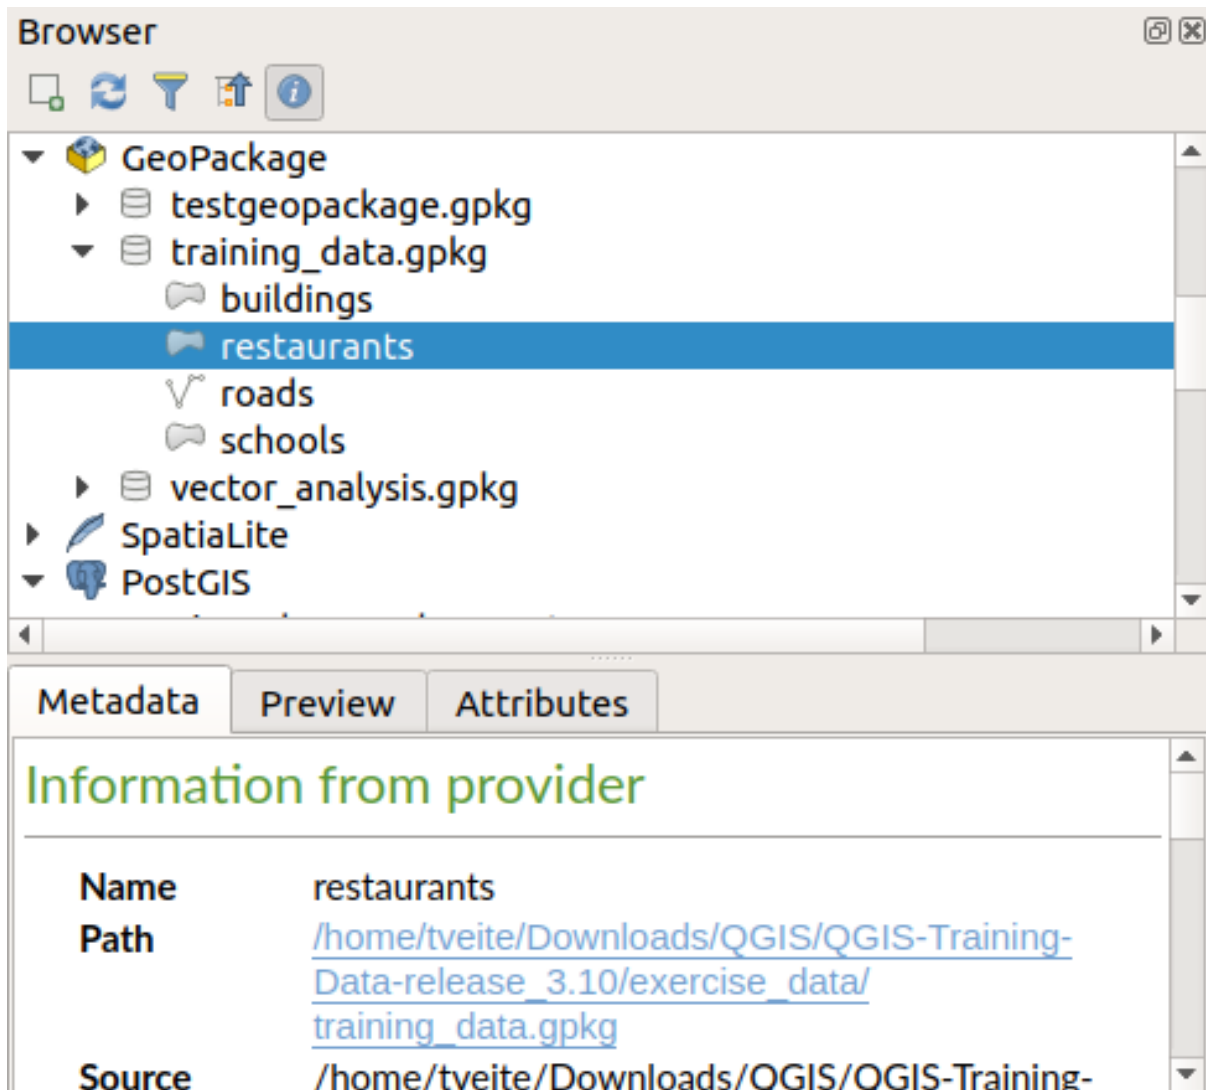 Browser
GeoPackage
testgeopackage.gpkg
training_data.gpkg
buildings
restaurants
roads
schools
vector_analysis.gpkg
SpatiaLite
PostGIS
Metadata Preview Attributes
Information from provider
Name restaurants
Path /home/tveite/Downloads/QGIS/QGIS-Training-
Data-release_3.10/exercise_data/
training_data.gpkg
Source /home/tveite/Downloads/QGIS/QGIS-Training-